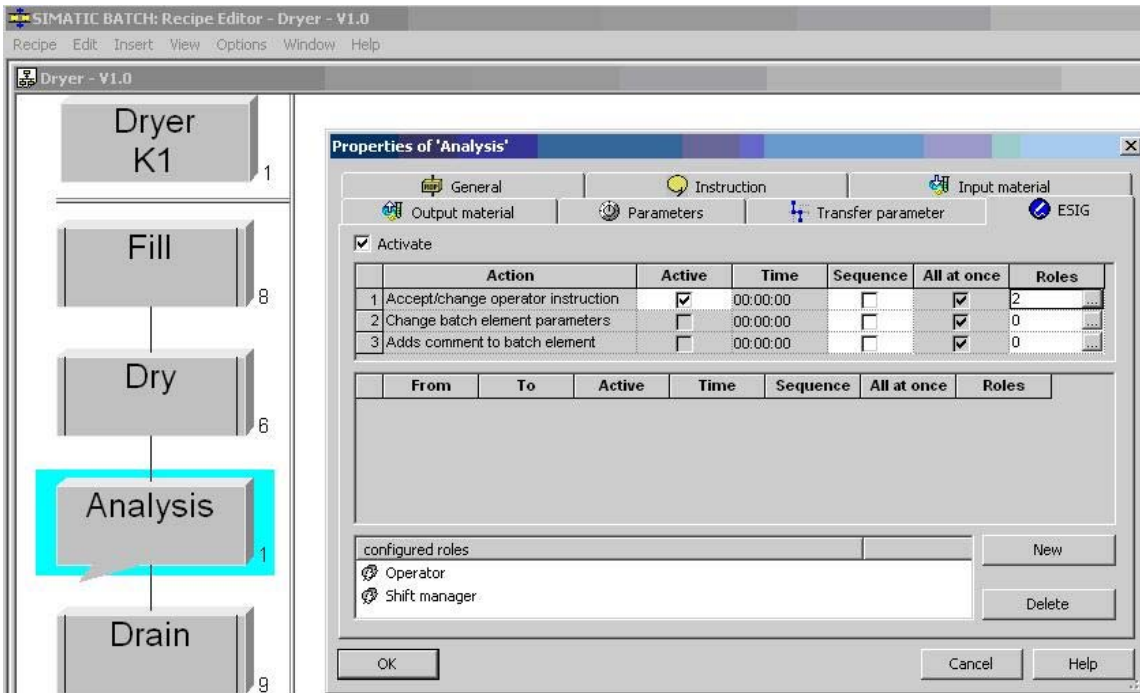 SIMATIC BATCH: Recipe Editor - Dryer - V1.0
Recipe Edit Insert View Options Window Help
Dryer - V1.0
Dryer
K1
1
Fill
8
Dry
6
Analysis
1
Drain
9
Properties of 'Analysis'
General Instruction Input material
Output material Parameters Transfer parameter ESIG
Activate
Action Active Time Sequence All at once Roles
1 Accept/change operator instruction 00:00:00 2 ...
2 Change batch element parameters 00:00:00 0 ...
3 Adds comment to batch element 00:00:00 0 ...
From To Active Time Sequence All at once Roles
configured roles
Operator
Shift manager
New
Delete
OK Cancel Help